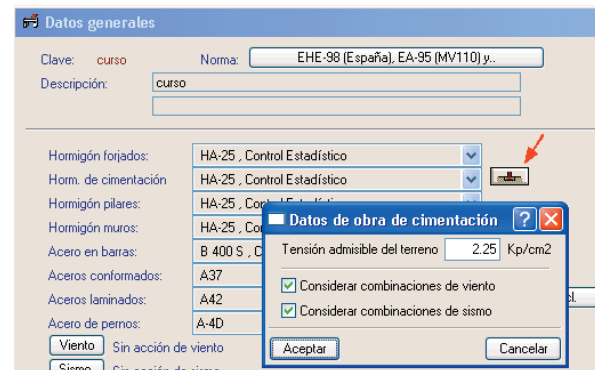 Datos generales
Clave: curso Norma: EHE-98 (España), EA-95 (MV110) y..
Descripción: curso
Hormigón forjados: HA-25 , Control Estadístico
Horm. de cimentación HA-25 , Control Estadístico
Hormigón pilares: HA-25 ,
Hormigón muros: HA-25 ,
Datos de obra de cimentación
Acero en barras: B 400 S , C
Tensión admisible del terreno 2.25 Kp/cm2
Aceros conformados: A37
Considerar combinaciones de viento
Aceros laminados: A42
cl.
Considerar combinaciones de sismo
Acero de pernos: A-4D
Viento Sin acción de viento
Aceptar Cancelar